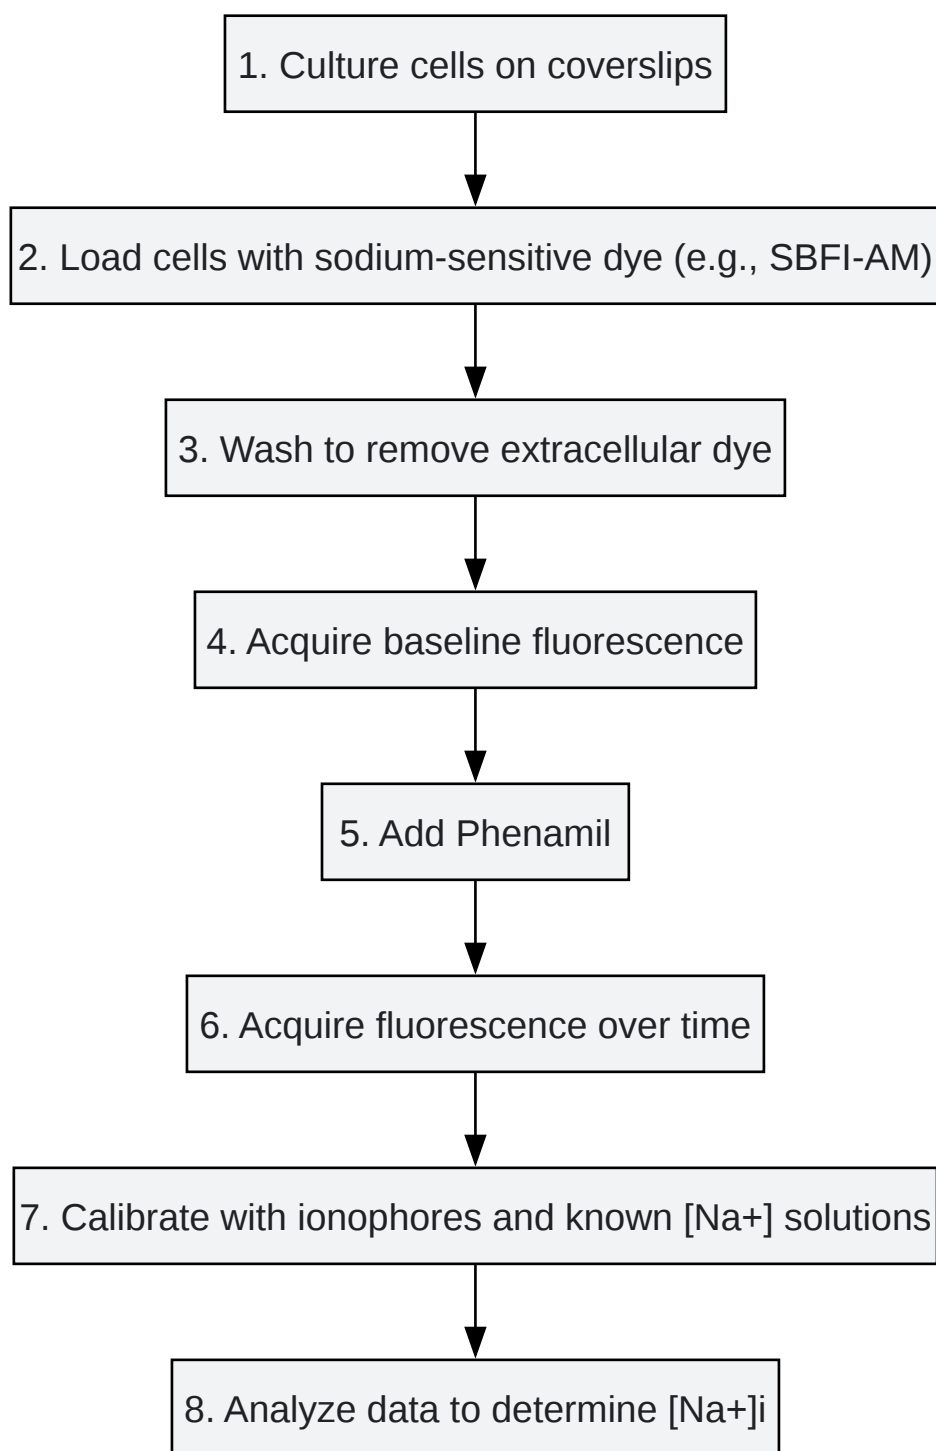 1. Culture cells on coverslips
2. Load cells with sodium-sensitive dye (e.g., SBFI-AM)
3. Wash to remove extracellular dye
4. Acquire baseline fluorescence
5. Add Phenamil
6. Acquire fluorescence over time
7. Calibrate with ionophores and known [Na+] solutions
8. Analyze data to determine [Na+]i